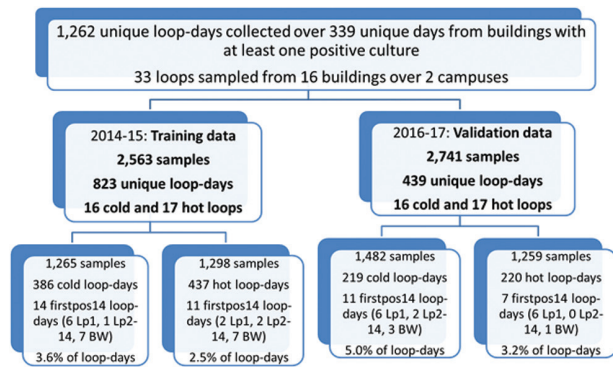 1,262 unique loop-days collected over 339 unique days from buildings with
at least one positive culture
33 loops sampled from 16 buildings over 2 campuses
2014-15: Training data
2,563 samples
823 unique loop-days
16 cold and 17 hot loops
2016-17: Validation data
2,741 samples
439 unique loop-days
16 cold and 17 hot loops
1,265 samples
386 cold loop-days
14 firstpos14 loop-
days (6 Lp1, 1 Lp2-
14, 7 BW)
3.6% of loop-days
1,298 samples
437 hot loop-days
11 firstpos14 loop-
days (2 Lp1, 2 Lp2-
14, 7 BW)
2.5% of loop-days
1,482 samples
219 cold loop-days
11 firstpos14 loop-
days (6 Lp1, 2 Lp2-
14, 3 BW)
5.0% of loop-days
1,259 samples
220 hot loop-days
7 firstpos14 loop-
days (6 Lp1, 0 Lp2-
14, 1 BW)
3.2% of loop-days